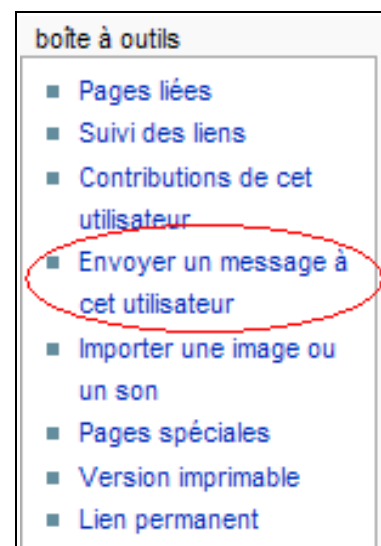 boîte à outils
Pages liées
Suivi des liens
Contributions de cet
utilisateur
Envoyer un message à
cet utilisateur
Importer une image ou
un son
Pages spéciales
Version imprimable
Lien permanent